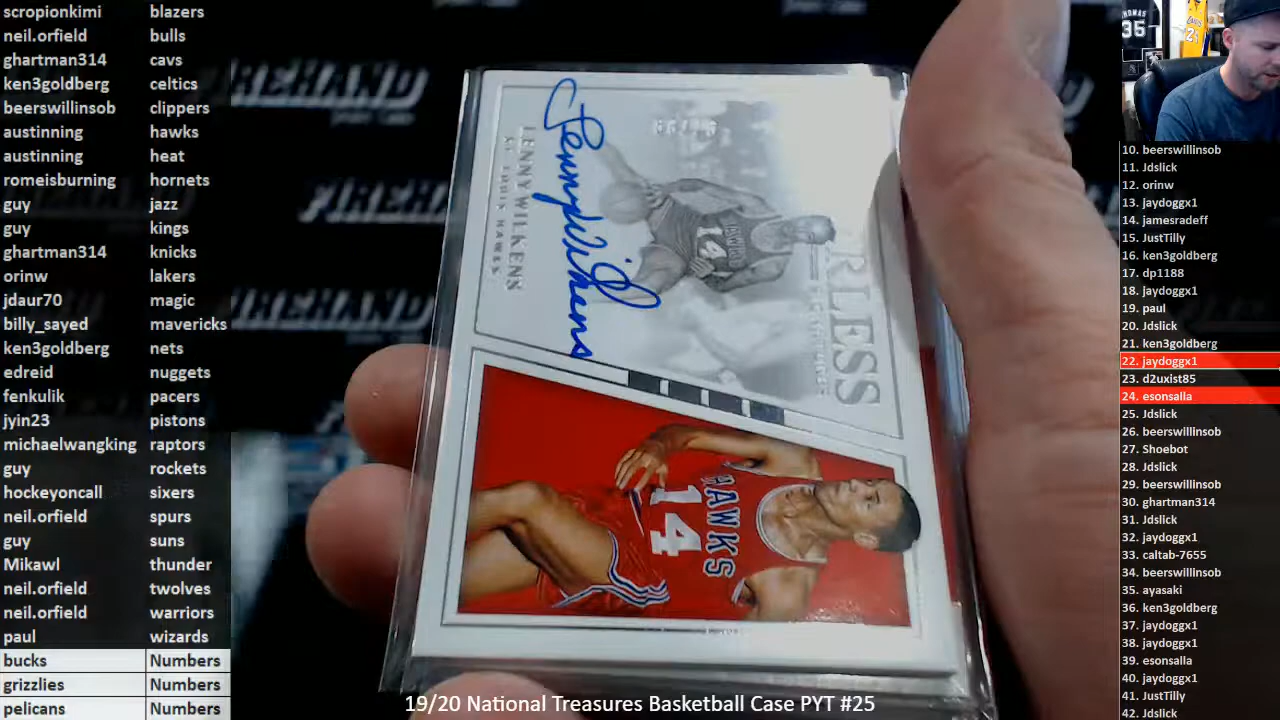 scropionkimi blazers
neil.orfield bulls
ghartman314 cavs
ken3goldberg celtics
beerswillinsob clippers
austinning hawks
austinning heat
romeisburning hornets
guy jazz
guy kings
ghartman314 knicks
orinw lakers
jdaur70 magic
billy_sayed mavericks
ken3goldberg nets
edreid nuggets
fenkulik pacers
jyin23 pistons
michaelwangking raptors
guy rockets
hockeyoncall sixers
neil.orfield spurs
guy suns
Mikawl thunder
neil.orfield twolves
neil.orfield warriors
paul wizards
bucks Numbers
grizzlies Numbers
pelicans Numbers
FIREHAND
FIREHAND
RLESS
14
Lenny Wilkens
LENNY WILKENS
ST. LOUIS HAWKS
HAWKS
14
19/20 National Treasures Basketball Case PYT #25
35
10. beerswillinsob
11. Jdslick
12. orinw
13. jaydoggx1
14. jamesradeff
15. JustTilly
16. ken3goldberg
17. dp1188
18. jaydoggx1
19. paul
20. Jdslick
21. ken3goldberg
22. jaydoggx1
23. d2uxist85
24. esonsalla
25. Jdslick
26. beerswillinsob
27. Shoebot
28. Jdslick
29. beerswillinsob
30. ghartman314
31. Jdslick
32. jaydoggx1
33. caltab-7655
34. beerswillinsob
35. ayasaki
36. ken3goldberg
37. jaydoggx1
38. jaydoggx1
39. esonsalla
40. jaydoggx1
41. JustTilly
42. Jdslick